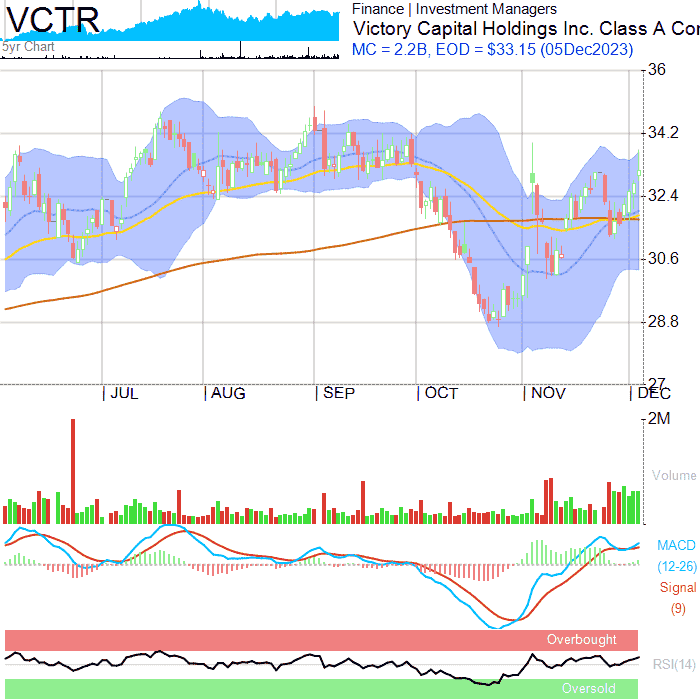 VCTR
5yr Chart
Finance | Investment Managers
Victory Capital Holdings Inc. Class A Cor
MC = 2.2B, EOD = $33.15 (05Dec2023)
36
34.2
32.4
30.6
28.8
27
JUL AUG SEP OCT NOV DEC
2M
Volume
MACD
(12-26)
Signal
(9)
Overbought
RSI(14)
Oversold